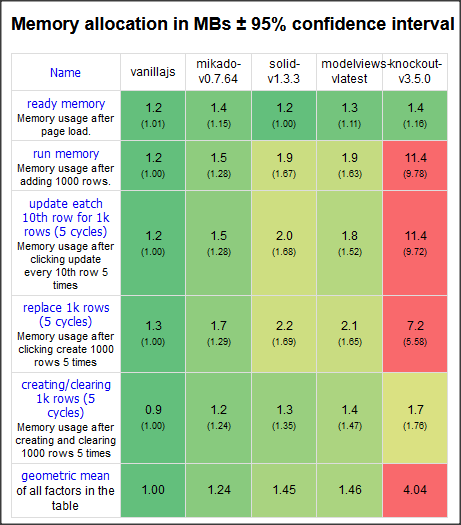 Memory allocation in MBs ± 95% confidence interval
Name
vanillajs
mikado-
v0.7.64
solid-
v1.3.3
modelviews-
vlatest
knockout-
v3.5.0
ready memory
Memory usage after
page load.
1.2
(1.01)
1.4
(1.15)
1.2
(1.00)
1.3
(1.11)
1.4
(1.16)
run memory
Memory usage after
adding 1000 rows.
1.2
(1.00)
1.5
(1.28)
1.9
(1.67)
1.9
(1.63)
11.4
(9.78)
update eatch
10th row for 1k
rows (5 cycles)
Memory usage after
clicking update
every 10th row 5
times
1.2
(1.00)
1.5
(1.28)
2.0
(1.68)
1.8
(1.52)
11.4
(9.72)
replace 1k rows
(5 cycles)
Memory usage after
clicking create 1000
rows 5 times
1.3
(1.00)
1.7
(1.29)
2.2
(1.69)
2.1
(1.65)
7.2
(5.58)
creating/clearing
1k rows (5
cycles)
Memory usage after
creating and clearing
1000 rows 5 times
0.9
(1.00)
1.2
(1.24)
1.3
(1.35)
1.4
(1.47)
1.7
(1.76)
geometric mean
of all factors in the
table
1.00
1.24
1.45
1.46
4.04